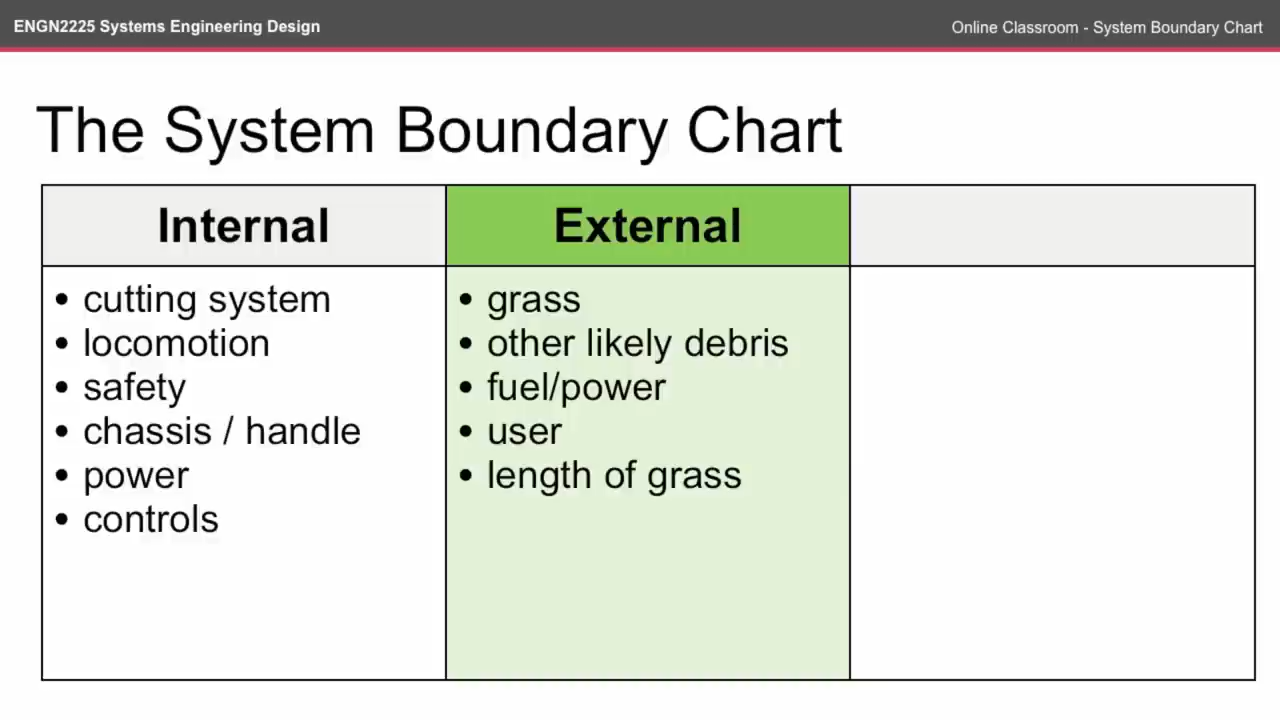 ENGN2225 Systems Engineering Design
Online Classroom - System Boundary Chart
The System Boundary Chart
Internal
• cutting system
• locomotion
• safety
• chassis / handle
• power
• controls
External
• grass
• other likely debris
• fuel/power
• user
• length of grass